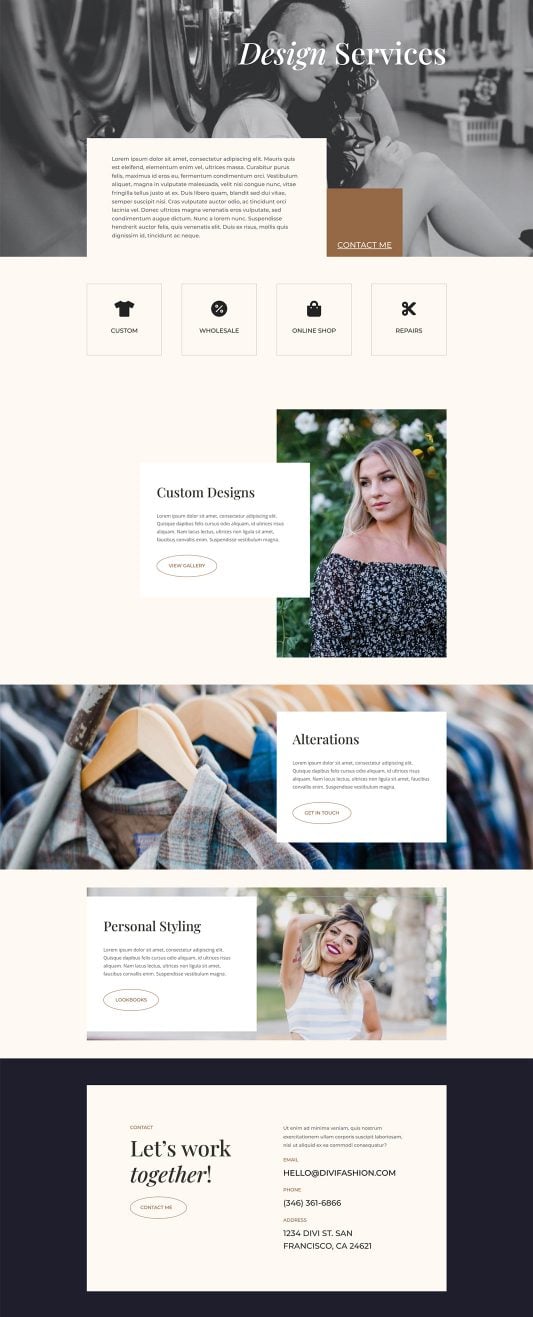 Design Services
Lorem ipsum dolor sit amet, consectetur adipiscing elit. Mauris quis
est eleifend, elementum enim vel, ultrices massa. Curabitur purus
felis, maximus id eros eu, fermentum condimentum orci. Vestibulum
aliquet, magna in vulputate malesuada, velit nisi congue nunc, vitae
fringilla nunc nibh vitae enim. Duis libero quam, blandit sed dui vitae,
semper suscipit nisi. Cras vulputate auctor odio, ac tincidunt orci
lacinia vel. Donec ultrices magna venenatis eros vulputate, sed
condimentum augue dictum. Nunc a lorem nunc. Suspendisse
hendrerit auctor felis, quis venenatis elit. Duis ex risus, mollis quis
dignissim id, tincidunt ac neque.
CONTACT ME
CUSTOM
WHOLESALE
ONLINE SHOP
REPAIRS
Custom Designs
Lorem ipsum dolor sit amet, consectetur adipiscing elit.
Quisque dapibus felis cursus odio aliquam, id ultrices risus
aliquam. Nam lacus lectus, ultrices non ligula sit amet,
faucibus convallis enim. Suspendisse vestibulum magna.
VIEW GALLERY
Alterations
Lorem ipsum dolor sit amet, consectetur adipiscing elit.
Quisque dapibus felis cursus odio aliquam, id ultrices risus
aliquam. Nam lacus lectus, ultrices non ligula sit amet, faucibus
convallis enim. Suspendisse vestibulum magna.
GET IN TOUCH
Personal Styling
Lorem ipsum dolor sit amet, consectetur adipiscing elit.
Quisque dapibus felis cursus odio aliquam, id ultrices risus
aliquam. Nam lacus lectus, ultrices non ligula sit amet,
faucibus convallis enim. Suspendisse vestibulum magna.
LOOKBOOKS
CONTACT
Let's work
together!
CONTACT ME
Ut enim ad minima veniam, quis nostrum
exercitationem ullam corporis suscipit laboriosam,
nisi ut aliquid ex ea commodi consequatur?
EMAIL
HELLO@DIVIFASHION.COM
PHONE
(346) 361-6866
ADDRESS
1234 DIVI ST. SAN
FRANCISCO, CA 24621